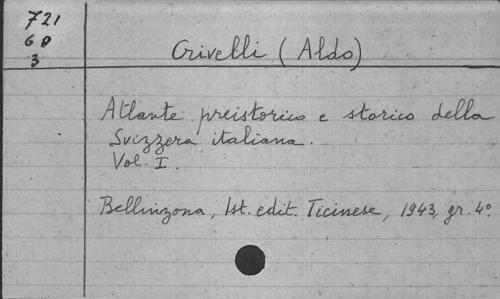 721
6 D
3
Crivelli (Aldo)
Atlante preistorico e storico della
Svizzera italiana.
Vol. I.
Bellinzona, Ist. edit. Ticinese, 1943, gr. 4°.